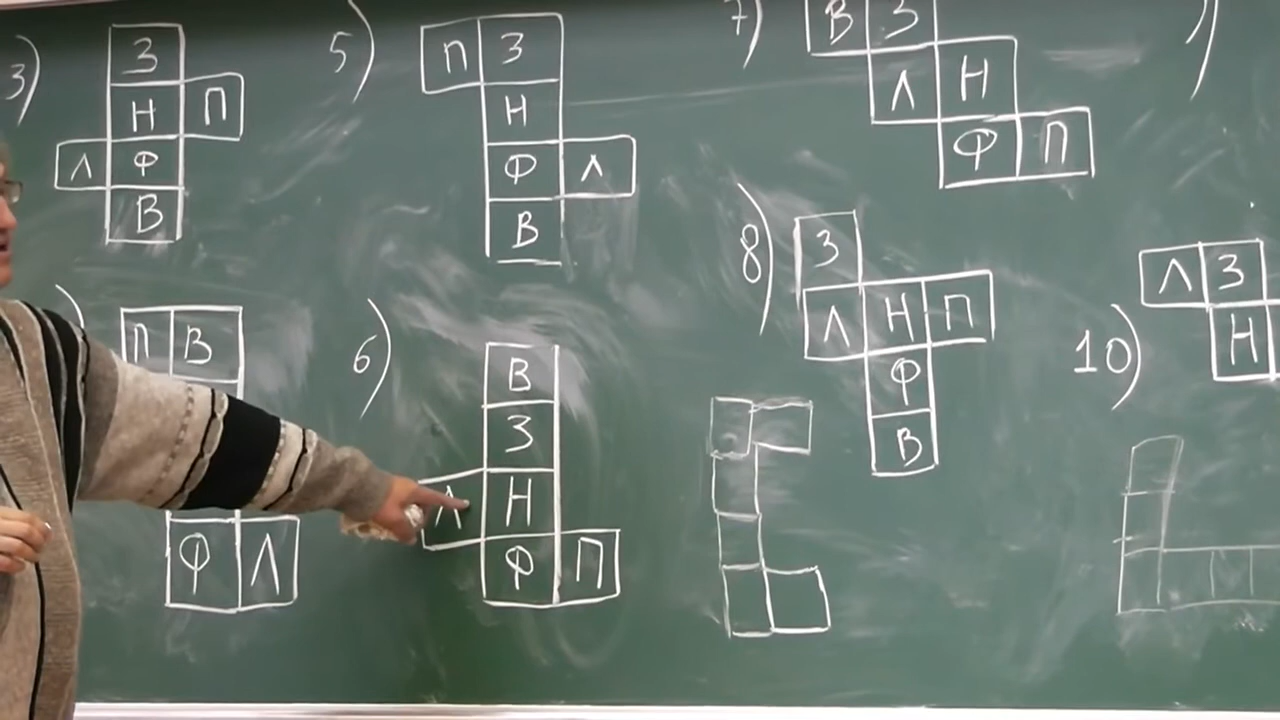 3)
З
Н П
Л Ф
В
5)
П З
Н
Ф Л
В
7)
В З
Л Н
Ф П
)
)
П В
Ф Л
6)
В
З
Л Н
Ф П
8)
З
Л Н П
Ф
В
10)
Л З
Н